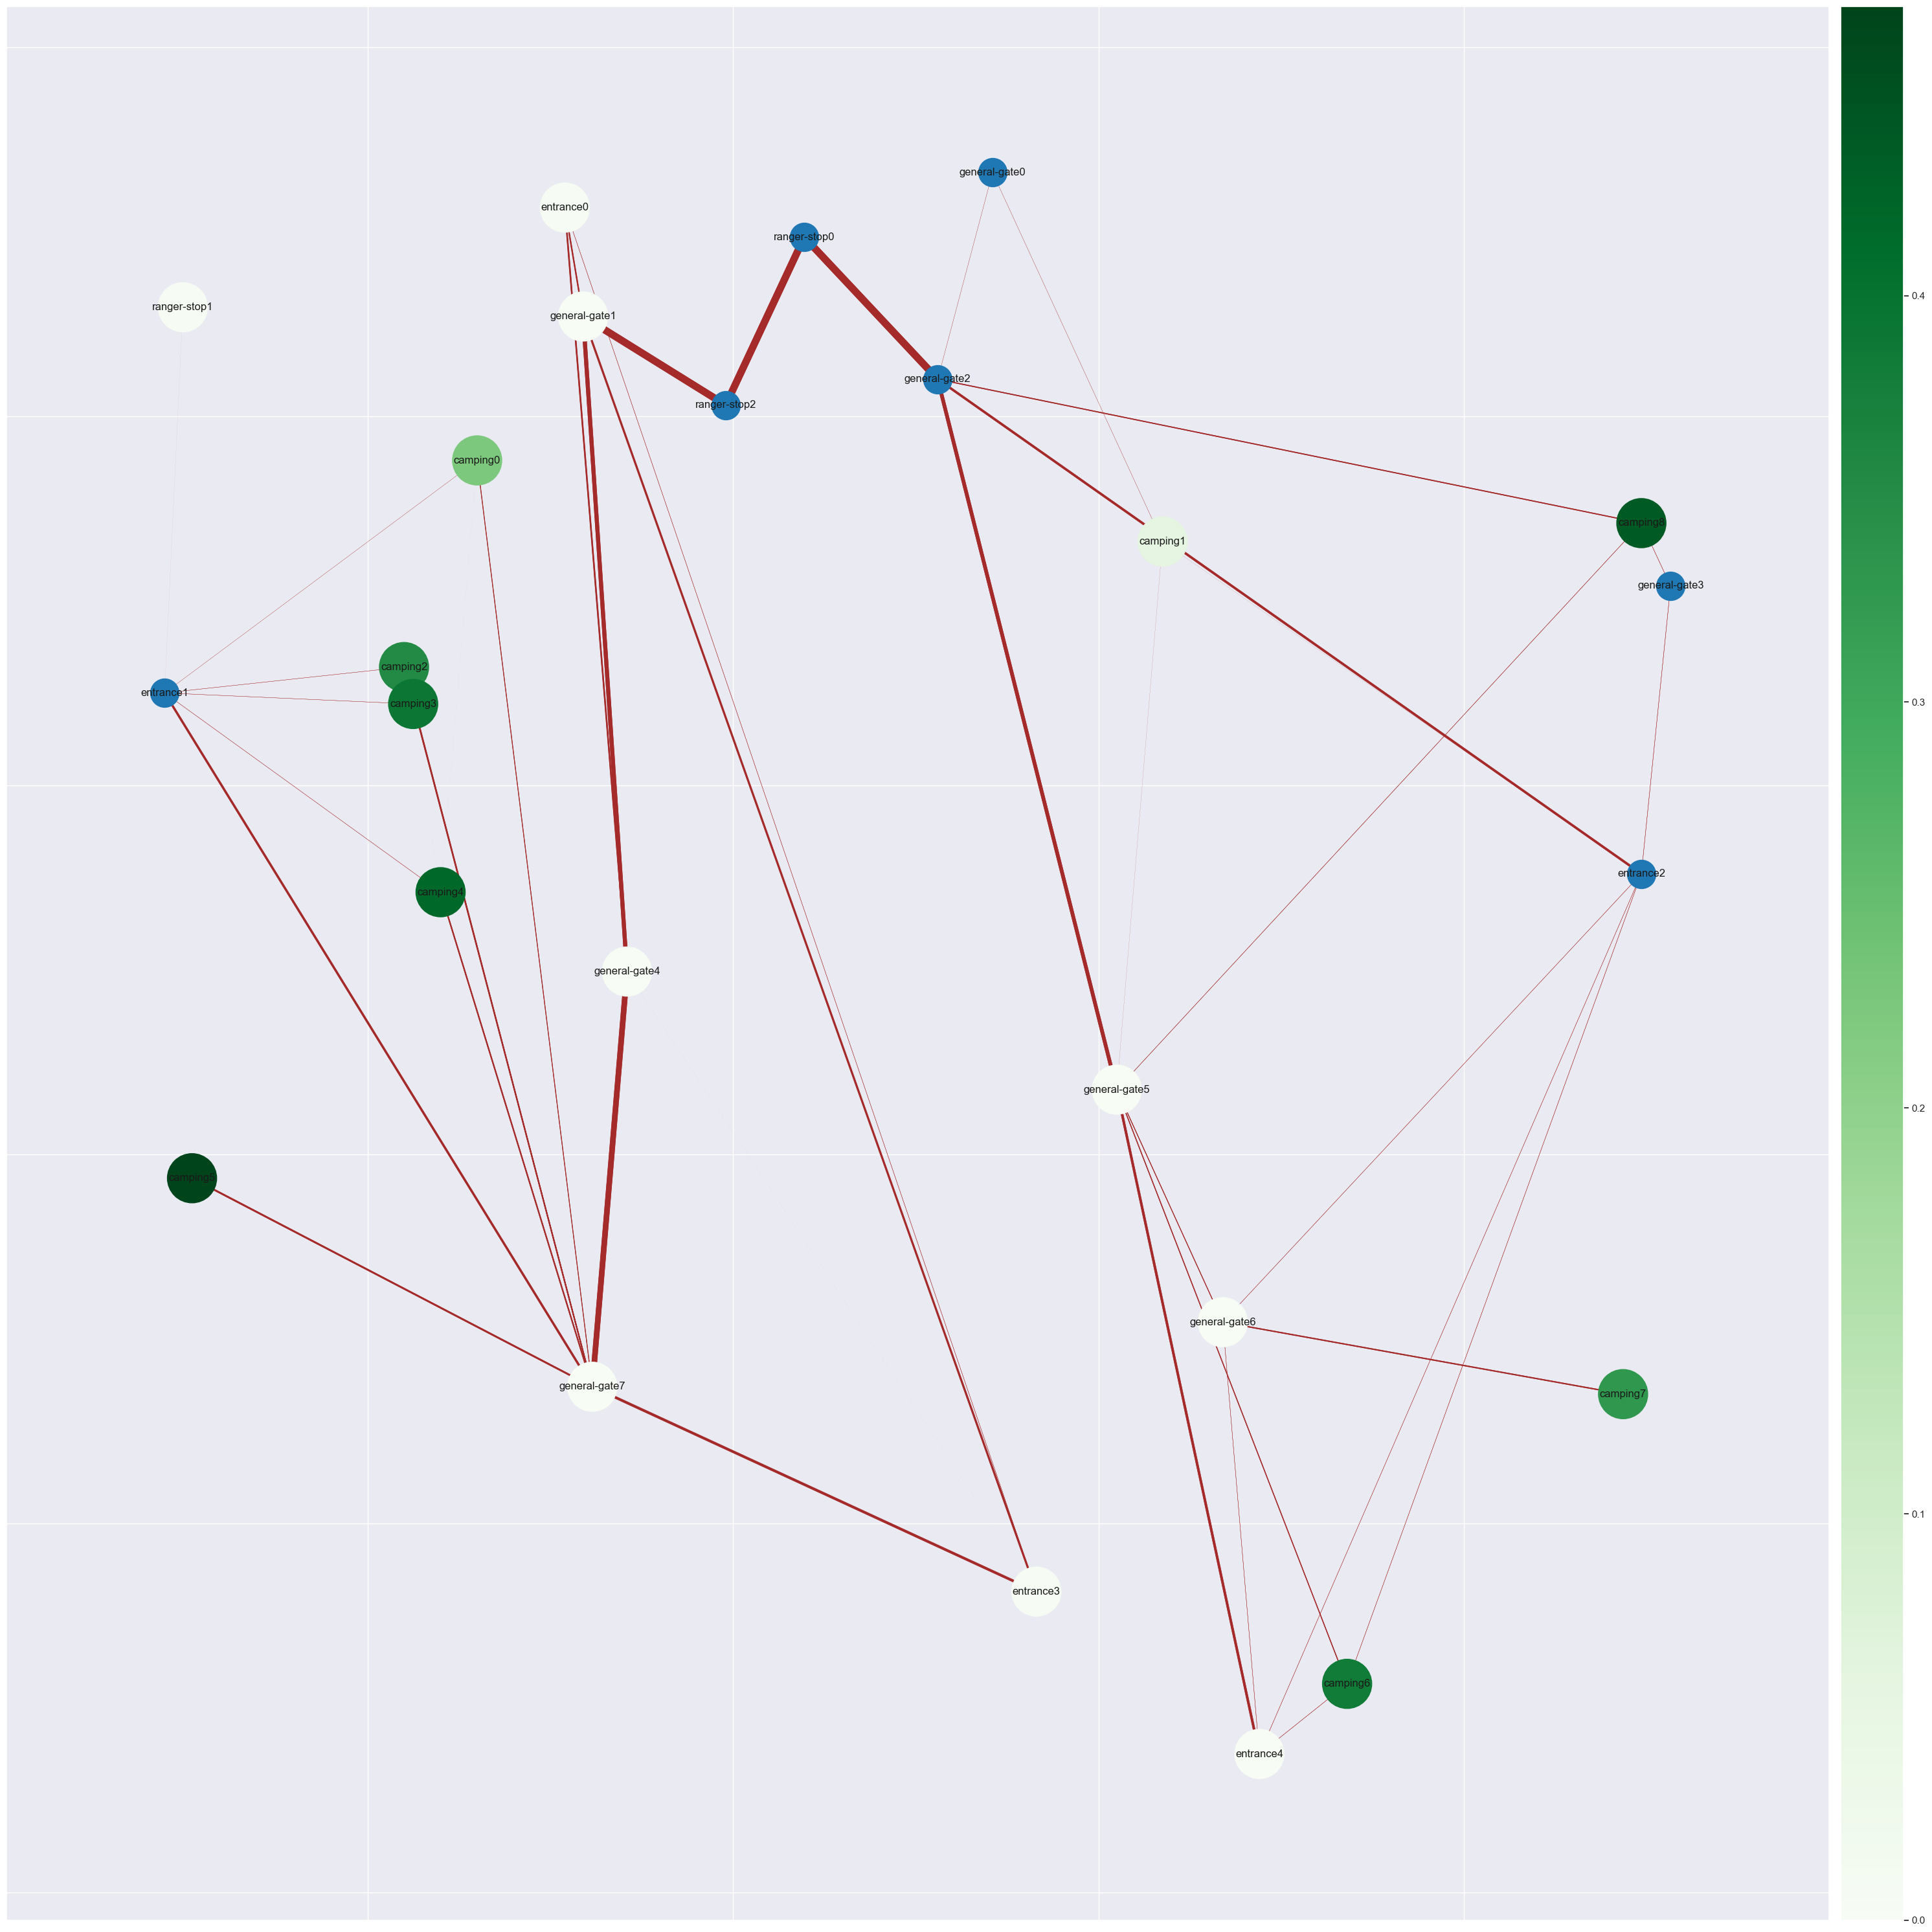 general-gate0
entrance0
ranger-stop0
0.4
ranger-stop1
general-gate1
general-gate2
ranger-stop2
camping0
camping8
camping1
general-gate3
camping2
entrance1
camping3
0.3
entrance2
camping4
general-gate4
general-gate5
0.2
general-gate6
general-gate7
camping7
0.1
entrance3
camping6
entrance4
0.0